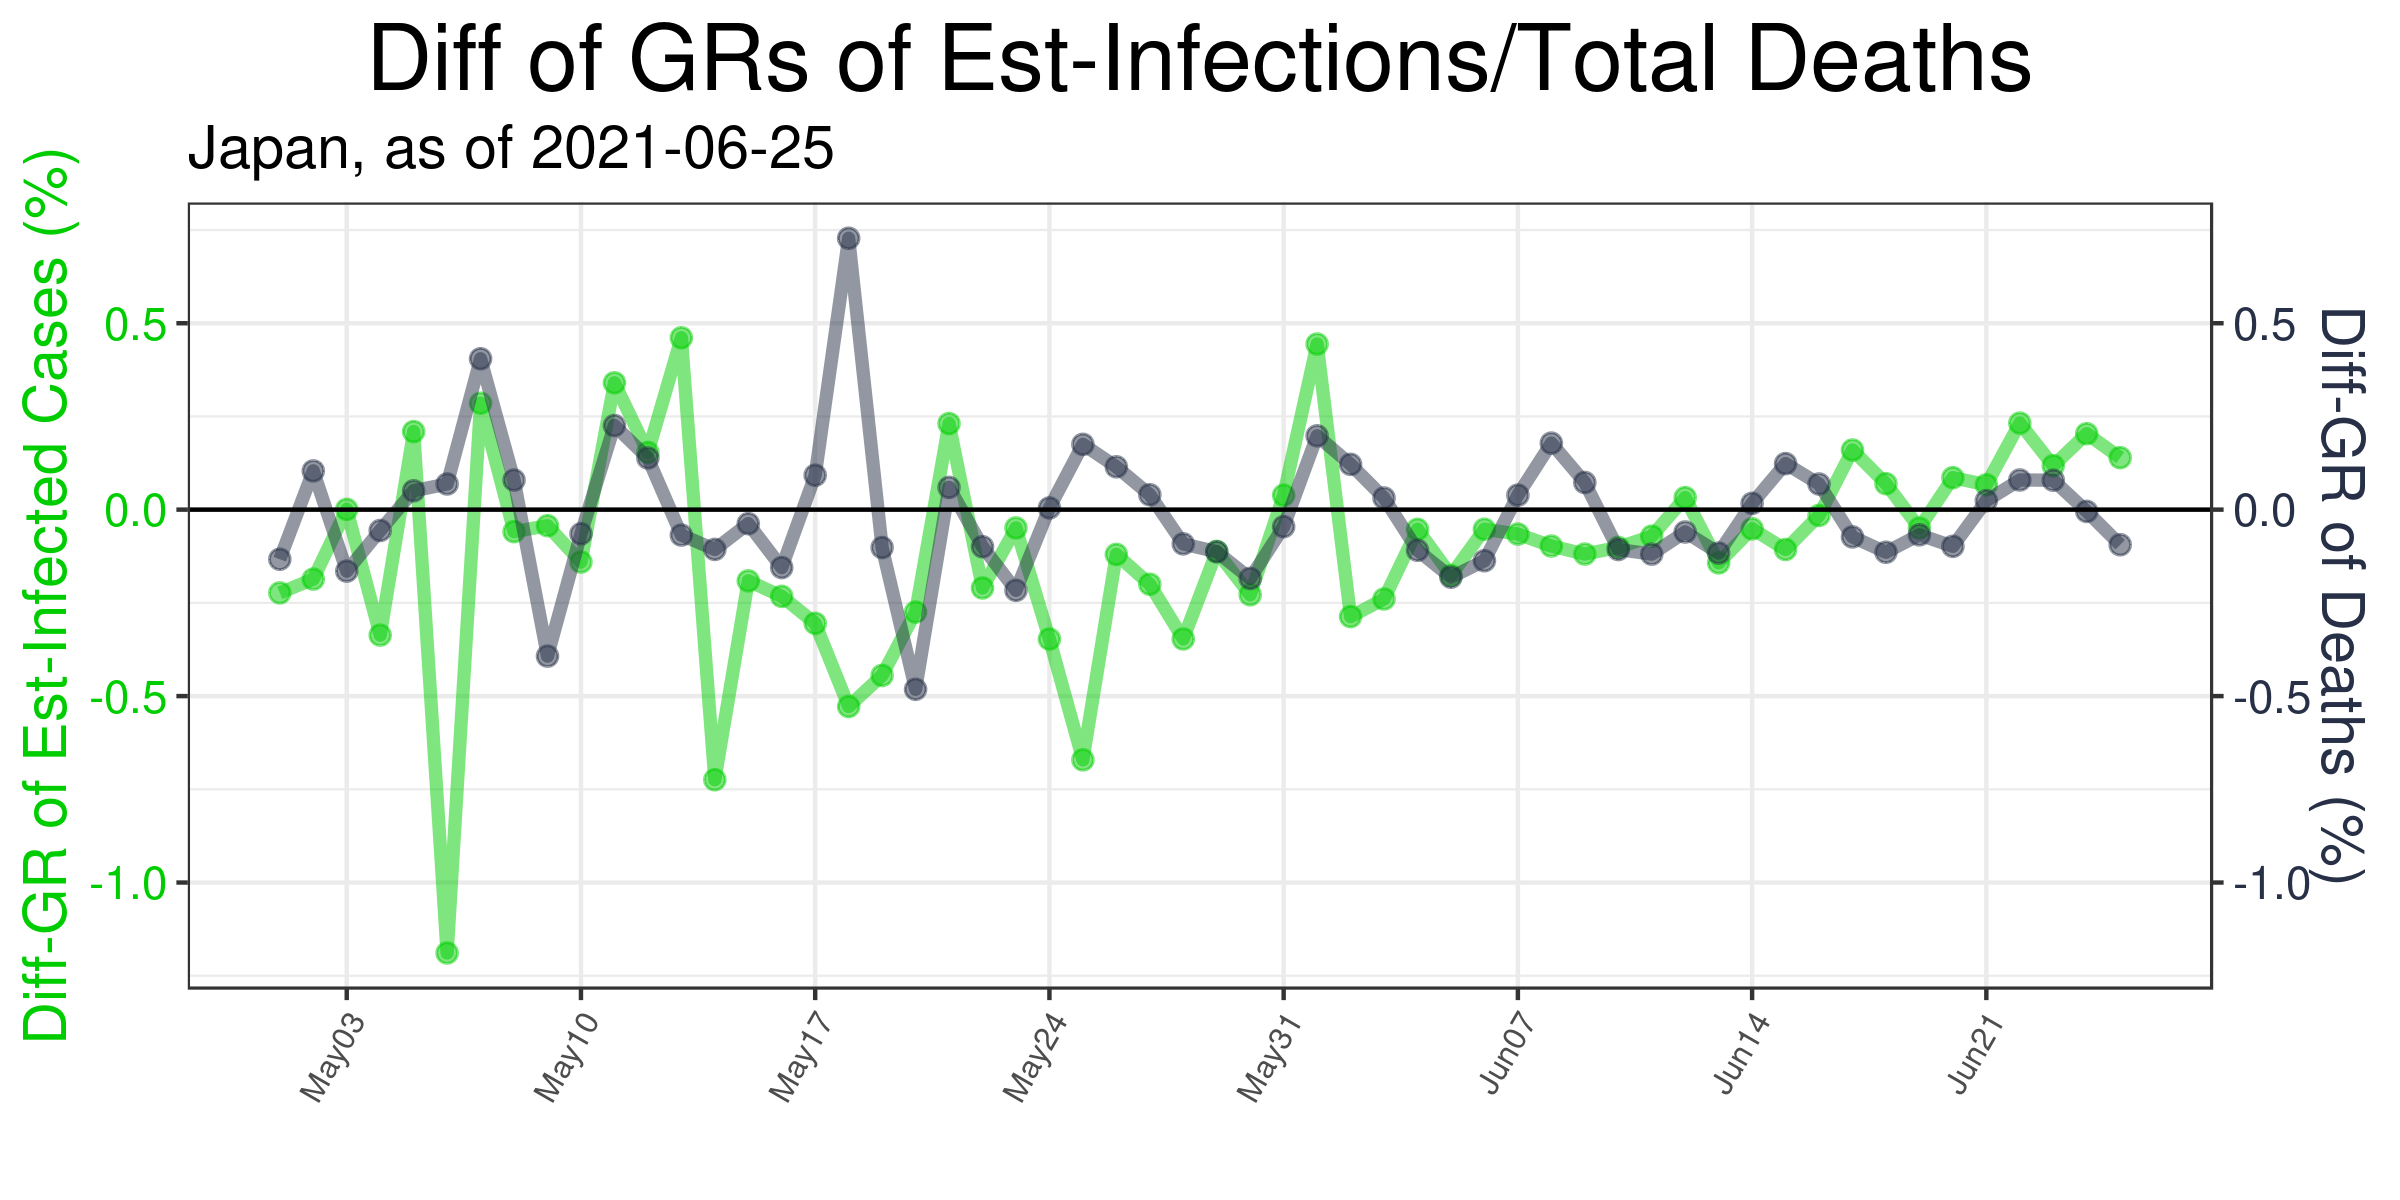 Diff of GRs of Est-Infections/Total Deaths
Japan, as of 2021-06-25
Diff-GR of Est-Infected Cases (%)
0.5
0.0
-0.5
-1.0
0.5
0.0
-0.5
-1.0
Diff-GR of Deaths (%)
May03
May10
May17
May24
May31
Jun07
Jun14
Jun21